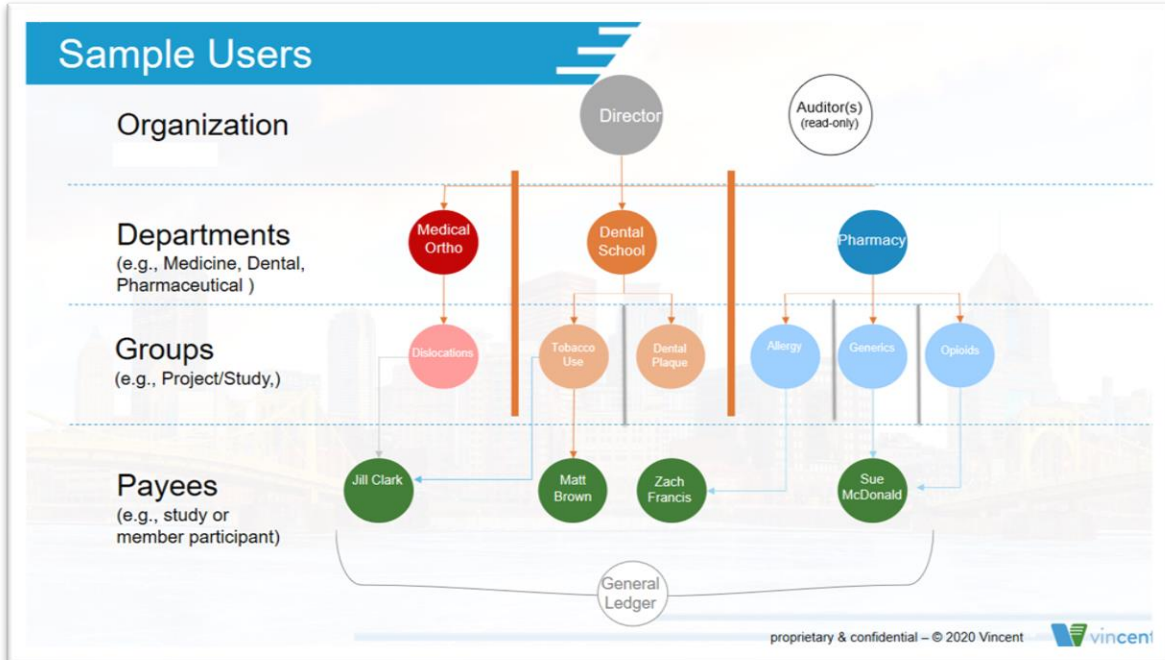 Sample Users
Organization
Director
Auditor(s)
(read-only)
Departments
(e.g., Medicine, Dental,
Pharmaceutical )
Medical
Ortho
Dental
School
Pharmacy
Groups
(e.g., Project/Study,)
Dislocations
Tobacco
Use
Dental
Plaque
Allergy
Generics
Opioids
Payees
(e.g., study or
member participant)
Jill Clark
Matt
Brown
Zach
Francis
Sue
McDonald
General
Ledger
proprietary & confidential – © 2020 Vincent
vincent